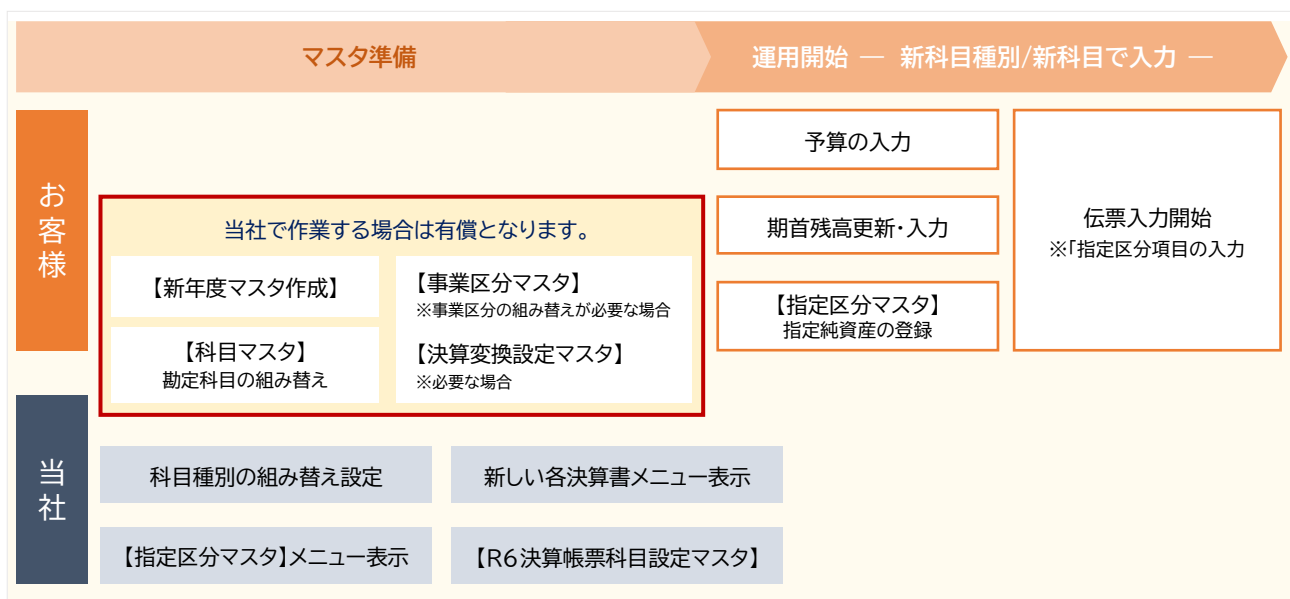 マスタ準備
運用開始 ― 新科目種別/新科目で入力 ―
お客様
当社で作業する場合は有償となります。
【新年度マスタ作成】
【科目マスタ】
勘定科目の組み替え
【事業区分マスタ】
※事業区分の組み替えが必要な場合
【決算変換設定マスタ】
※必要な場合
予算の入力
期首残高更新・入力
【指定区分マスタ】
指定純資産の登録
伝票入力開始
※「指定区分項目の入力
当社
科目種別の組み替え設定
新しい各決算書メニュー表示
【指定区分マスタ】メニュー表示
【R6決算帳票科目設定マスタ】